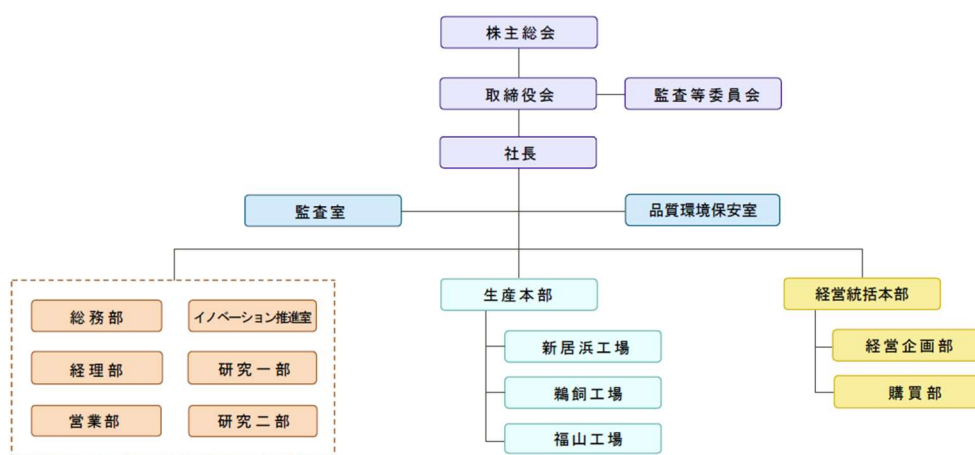 株主総会
取締役会
監査等委員会
社長
監査室
品質環境保安室
総務部
イノベーション推進室
経理部
研究一部
営業部
研究二部
生産本部
新居浜工場
鵜飼工場
福山工場
経営統括本部
経営企画部
購買部